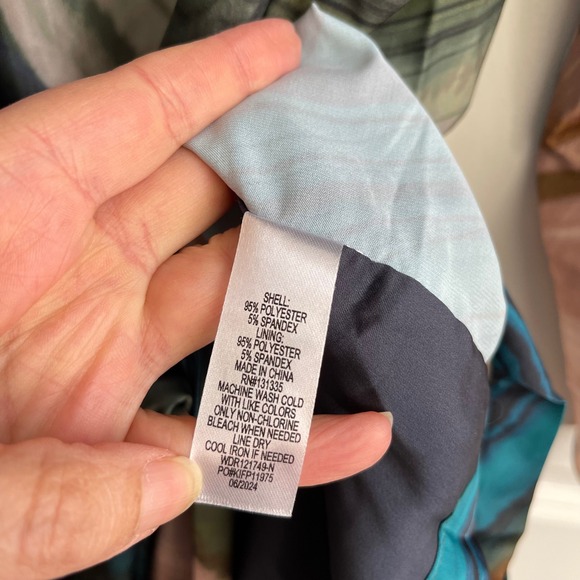 SHELL:
95% POLYESTER
5% SPANDEX
LINING:
95% POLYESTER
5% SPANDEX
MADE IN CHINA
RN#131335
MACHINE WASH COLD
WITH LIKE COLORS
ONLY NON-CHLORINE
BLEACH WHEN NEEDED
LINE DRY
COOL IRON IF NEEDED
WDR121749-N
PO#KIFP11975
06/2024